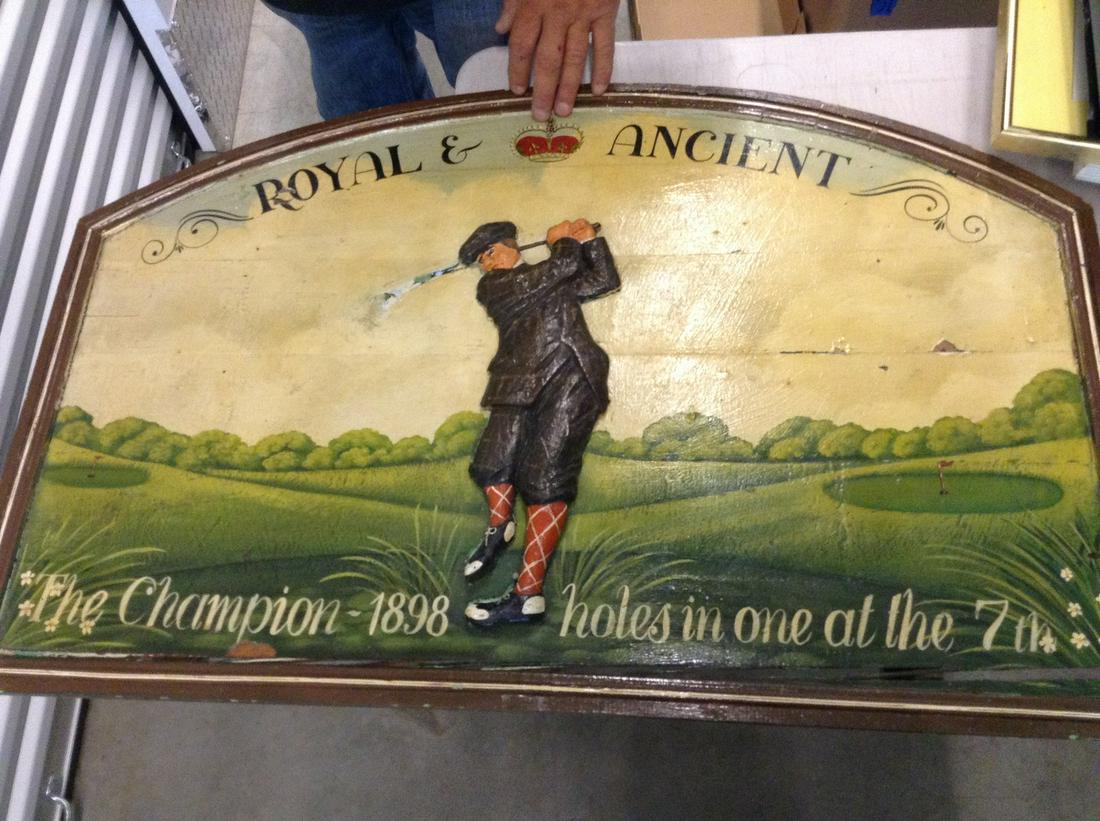 ROYAL & ANCIENT
The Champion - 1898 holes in one at the 7th